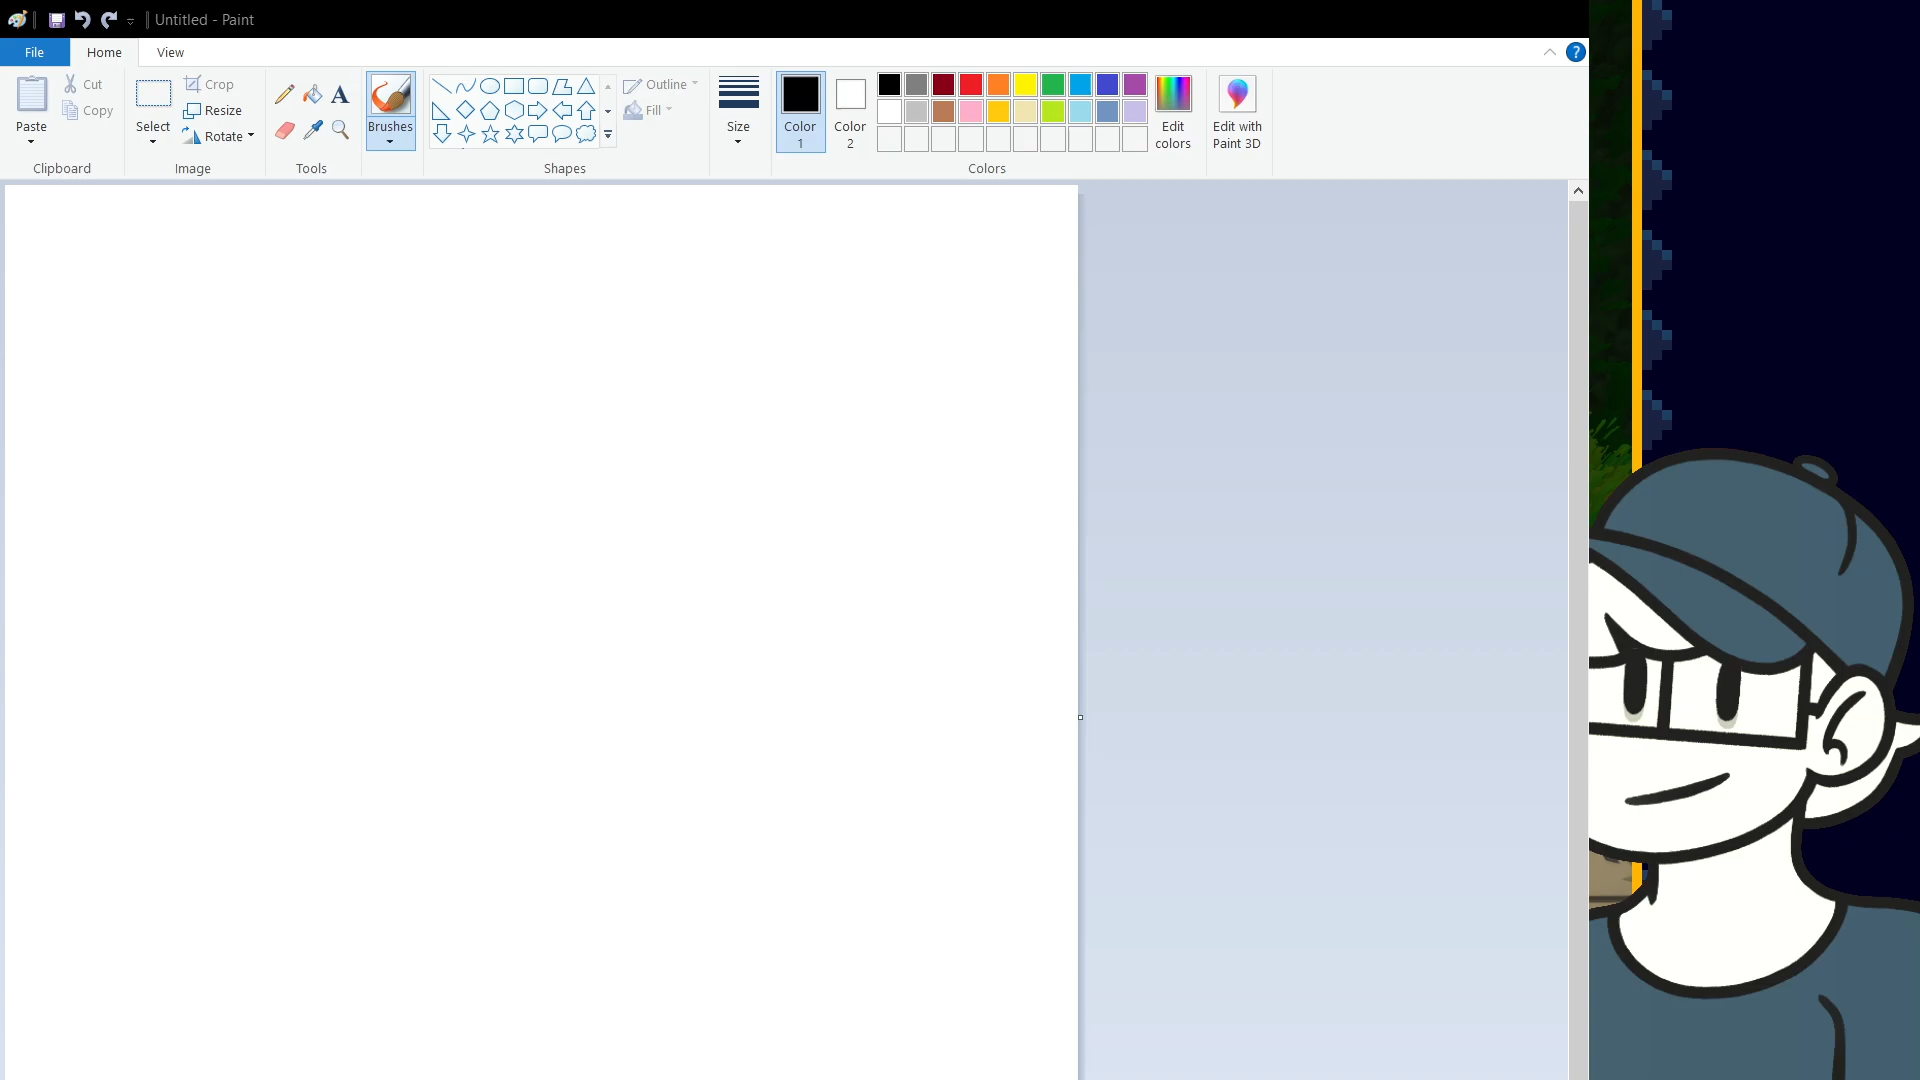 Untitled - Paint
File Home View
Paste
Cut
Copy
Clipboard
Select
Crop
Resize
Rotate
Image
A
Tools
Brushes
Outline
Fill
Shapes
Size
Color
1
Color
2
Edit
colors
Colors
Edit with
Paint 3D
?